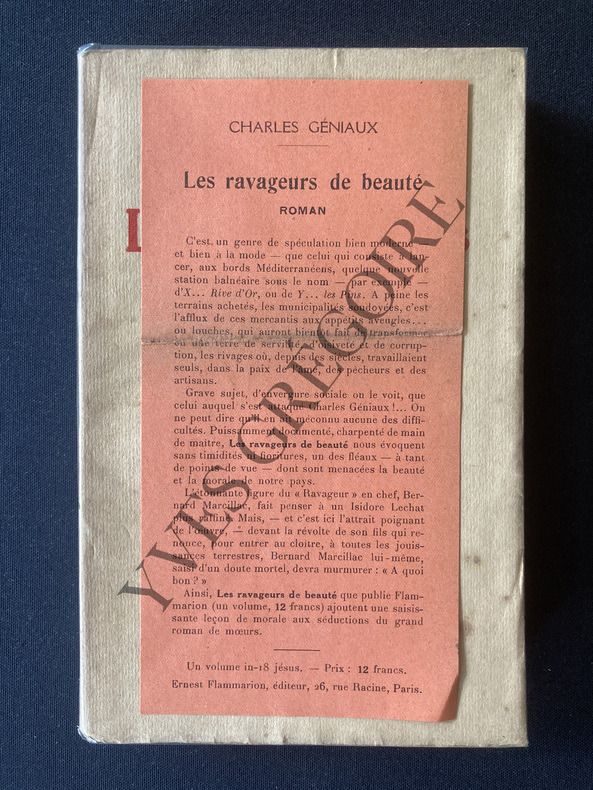 CHARLES GÉNIAUX
Les ravageurs de beauté
ROMAN
C'est un genre de spéculation bien moderne
et bien à la mode — que celui qui consiste à lan-
cer, aux bords Méditerranéens, quelque nouvelle
station balnéaire sous le nom — par exemple —
d'X... Rive d'Or, ou de Y... les Pins. A peine les
terrains achetés, les municipalités soudoyées, c'est
l'afflux de ces mercantis aux appétits aveugles...
ou louches, qui auront bientôt fait de transformer
en une terre de servilité d'oisiveté et de corrup-
tion, les rivages où, depuis des siècles, travaillaient
seuls, dans la paix de l'âme, des pêcheurs et des
artisans.
Grave sujet, d'envergure sociale on le voit, que
celui auquel s'est attaqué Charles Géniaux !... On
ne peut dire qu'il en ait méconnu aucune des diffi-
cultés. Puissamment documenté, charpenté de main
de maître, Les ravageurs de beauté nous évoquent
sans timidités ni fioritures, un des fléaux — à tant
de points de vue — dont sont menacées la beauté
et la morale de notre pays.
L'étonnante figure du « Ravageur » en chef, Ber-
nard Marcillac, fait penser à un Isidore Lechat
plus affiné. Mais, — et c'est ici l'attrait poignant
de l'œuvre, — devant la révolte de son fils qui re-
nonce, pour entrer au cloître, à toutes les jouis-
sances terrestres, Bernard Marcillac lui-même,
saisi d'un doute mortel, devra murmurer : « A quoi
bon ? »
Ainsi, Les ravageurs de beauté que publie Flam-
marion (un volume, 12 francs) ajoutent une saisis-
sante leçon de morale aux séductions du grand
roman de mœurs.
Un volume in-18 jésus. — Prix : 12 francs.
Ernest Flammarion, éditeur, 26, rue Racine, Paris.
YVES GRÉGOIRE